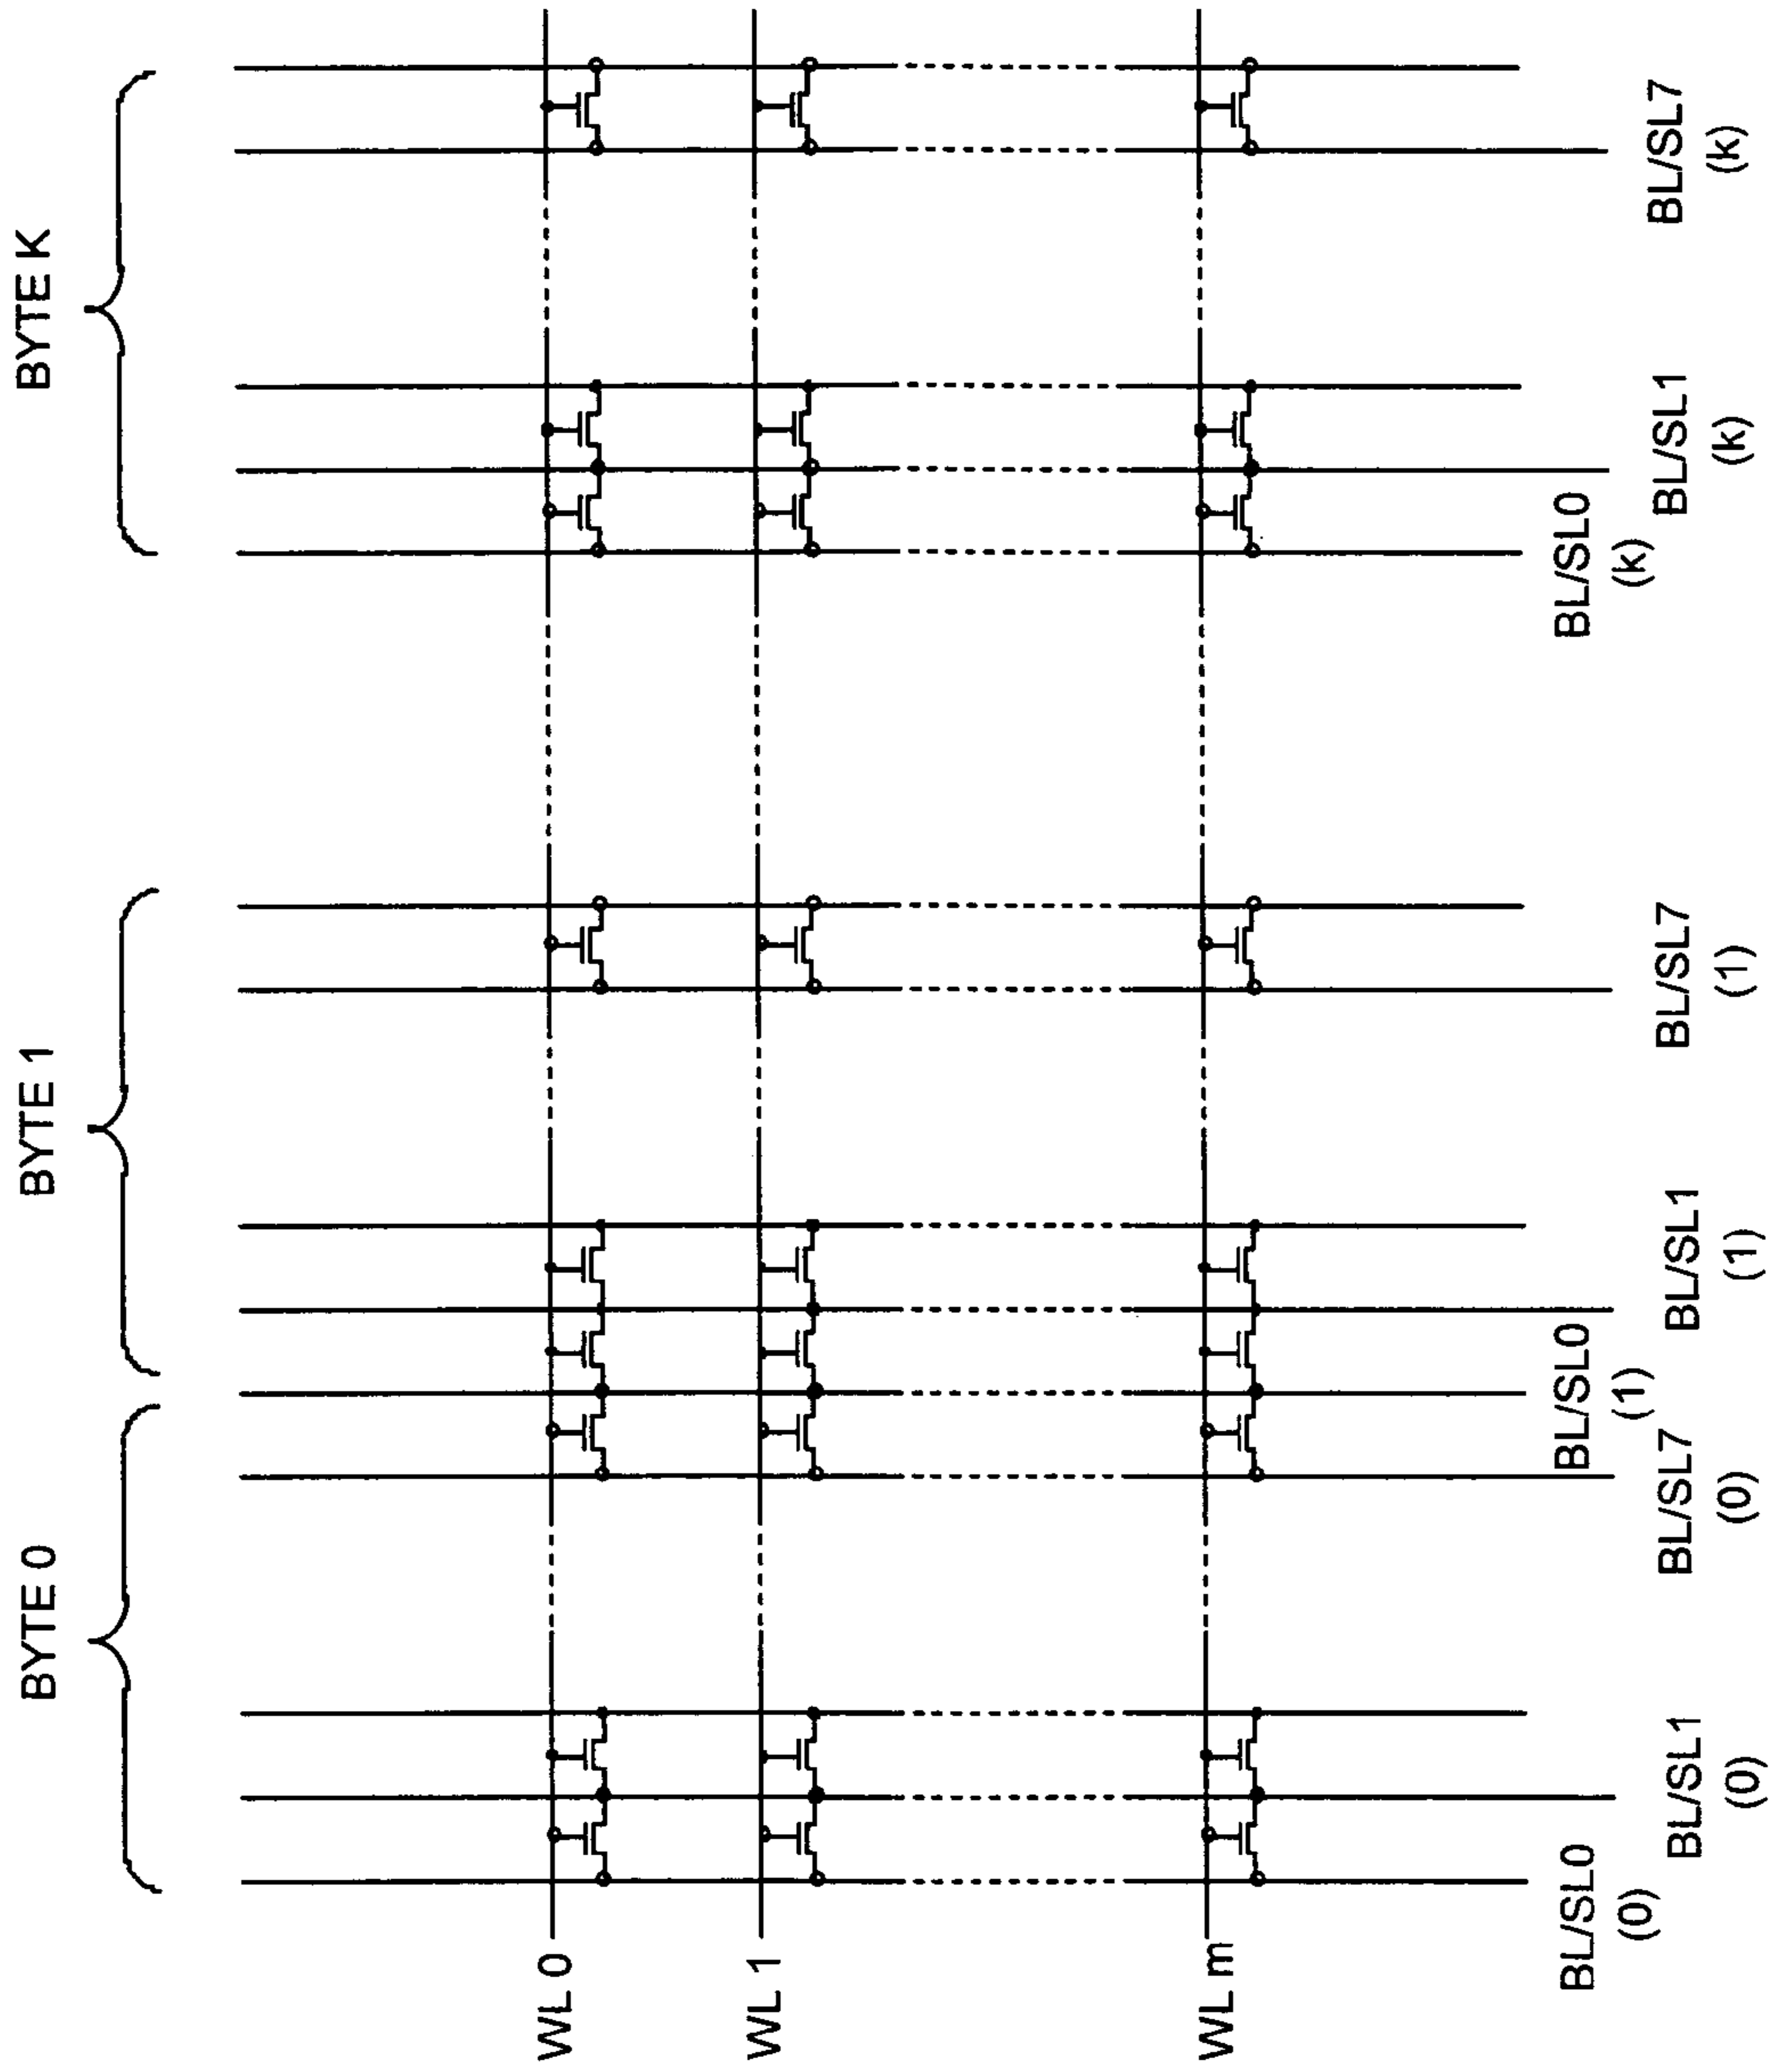 BYTE 0
BYTE 1
BYTE K
WL 0
WL 1
WL m
BL/SL0
(0)
BL/SL1
(0)
BL/SL7
(0)
BL/SL0
(1)
BL/SL1
(1)
BL/SL7
(1)
BL/SL0
(k)
BL/SL1
(k)
BL/SL7
(k)